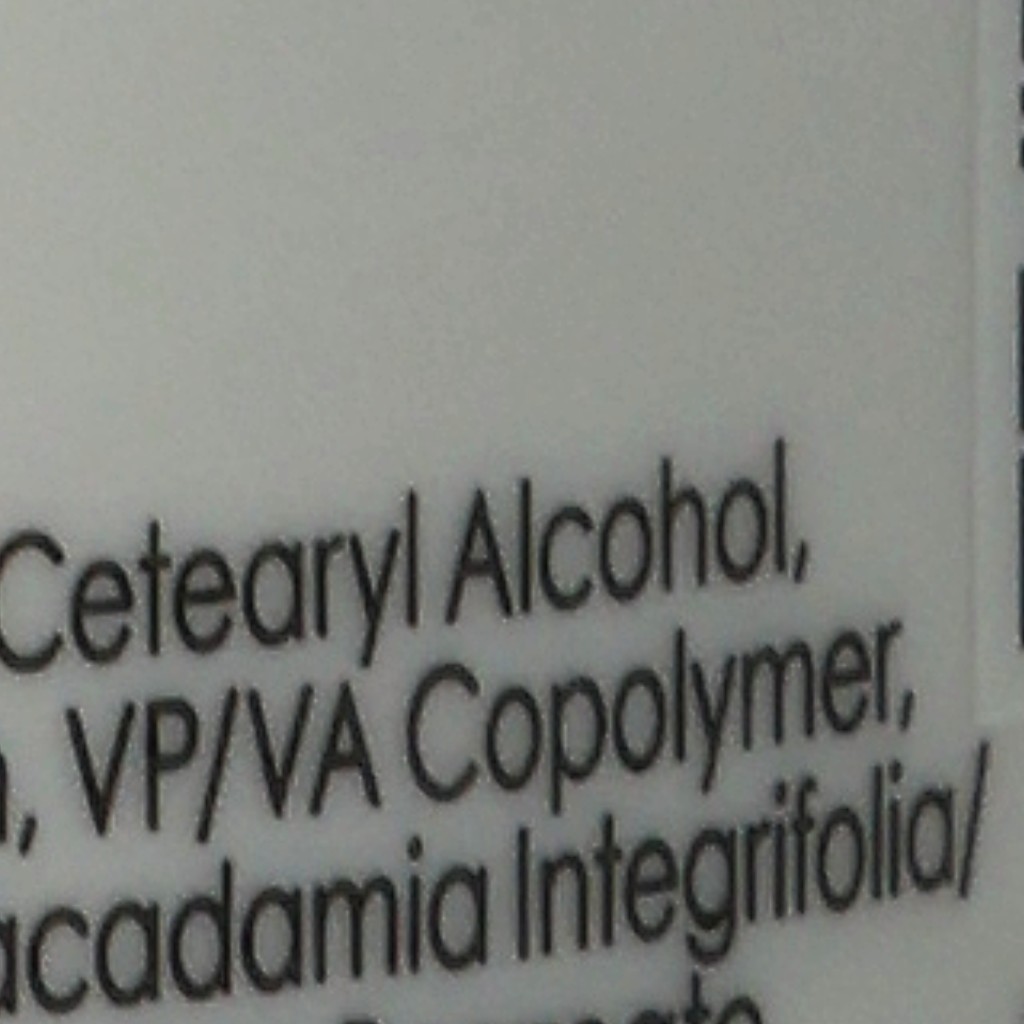 Cetearyl Alcohol,
VP/VA Copolymer,
Integrifolia/